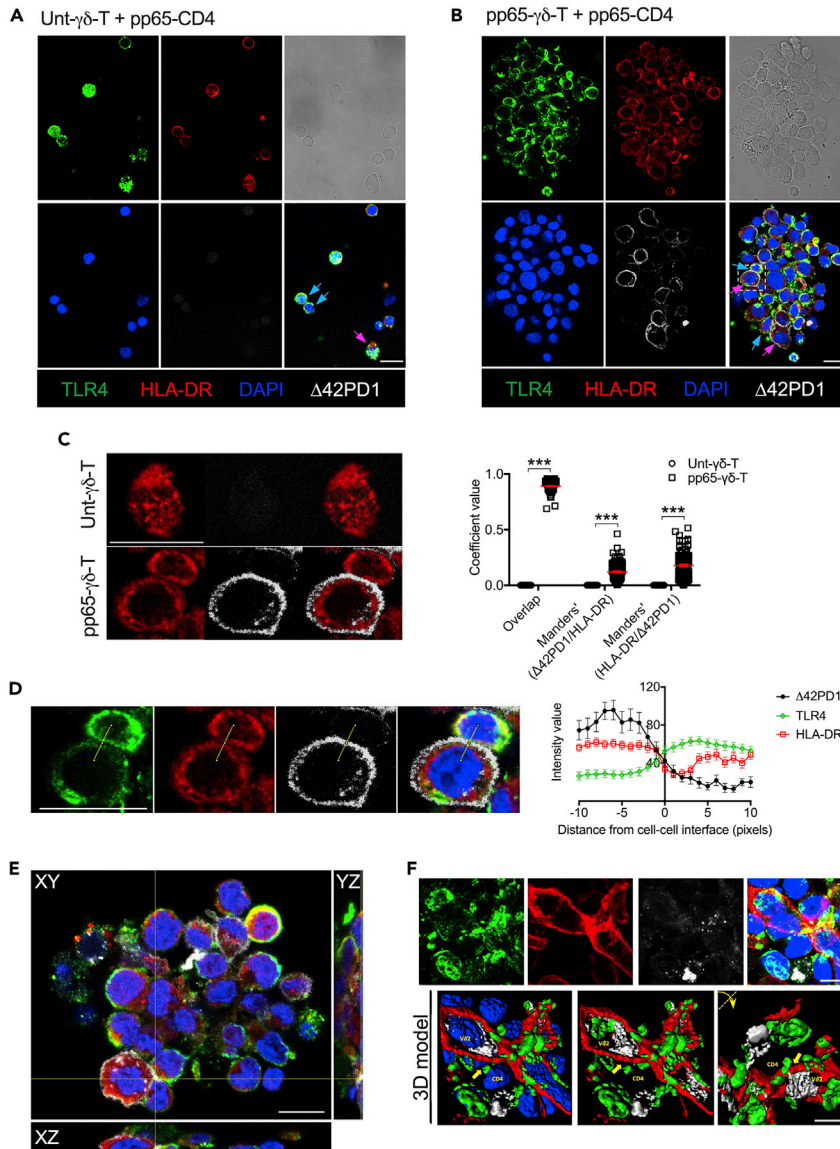 A
Unt-γδ-T + pp65-CD4
TLR4 HLA-DR DAPI Δ42PD1
B
pp65-γδ-T + pp65-CD4
TLR4 HLA-DR DAPI Δ42PD1
C
Unt-γδ-T
pp65-γδ-T
Coefficient value
1.0
0.5
0.0
***
***
***
Unt-γδ-T
pp65-γδ-T
Overlap
Manders'
(Δ42PD1/HLA-DR)
Manders'
(HLA-DR/Δ42PD1)
D
Intensity value
120
80
40
-10 -5 0 5 10
Distance from cell-cell interface (pixels)
Δ42PD1
TLR4
HLA-DR
E
XY
YZ
XZ
F
3D model
Vδ2
CD4
Vδ2
CD4
CD4
Vδ2